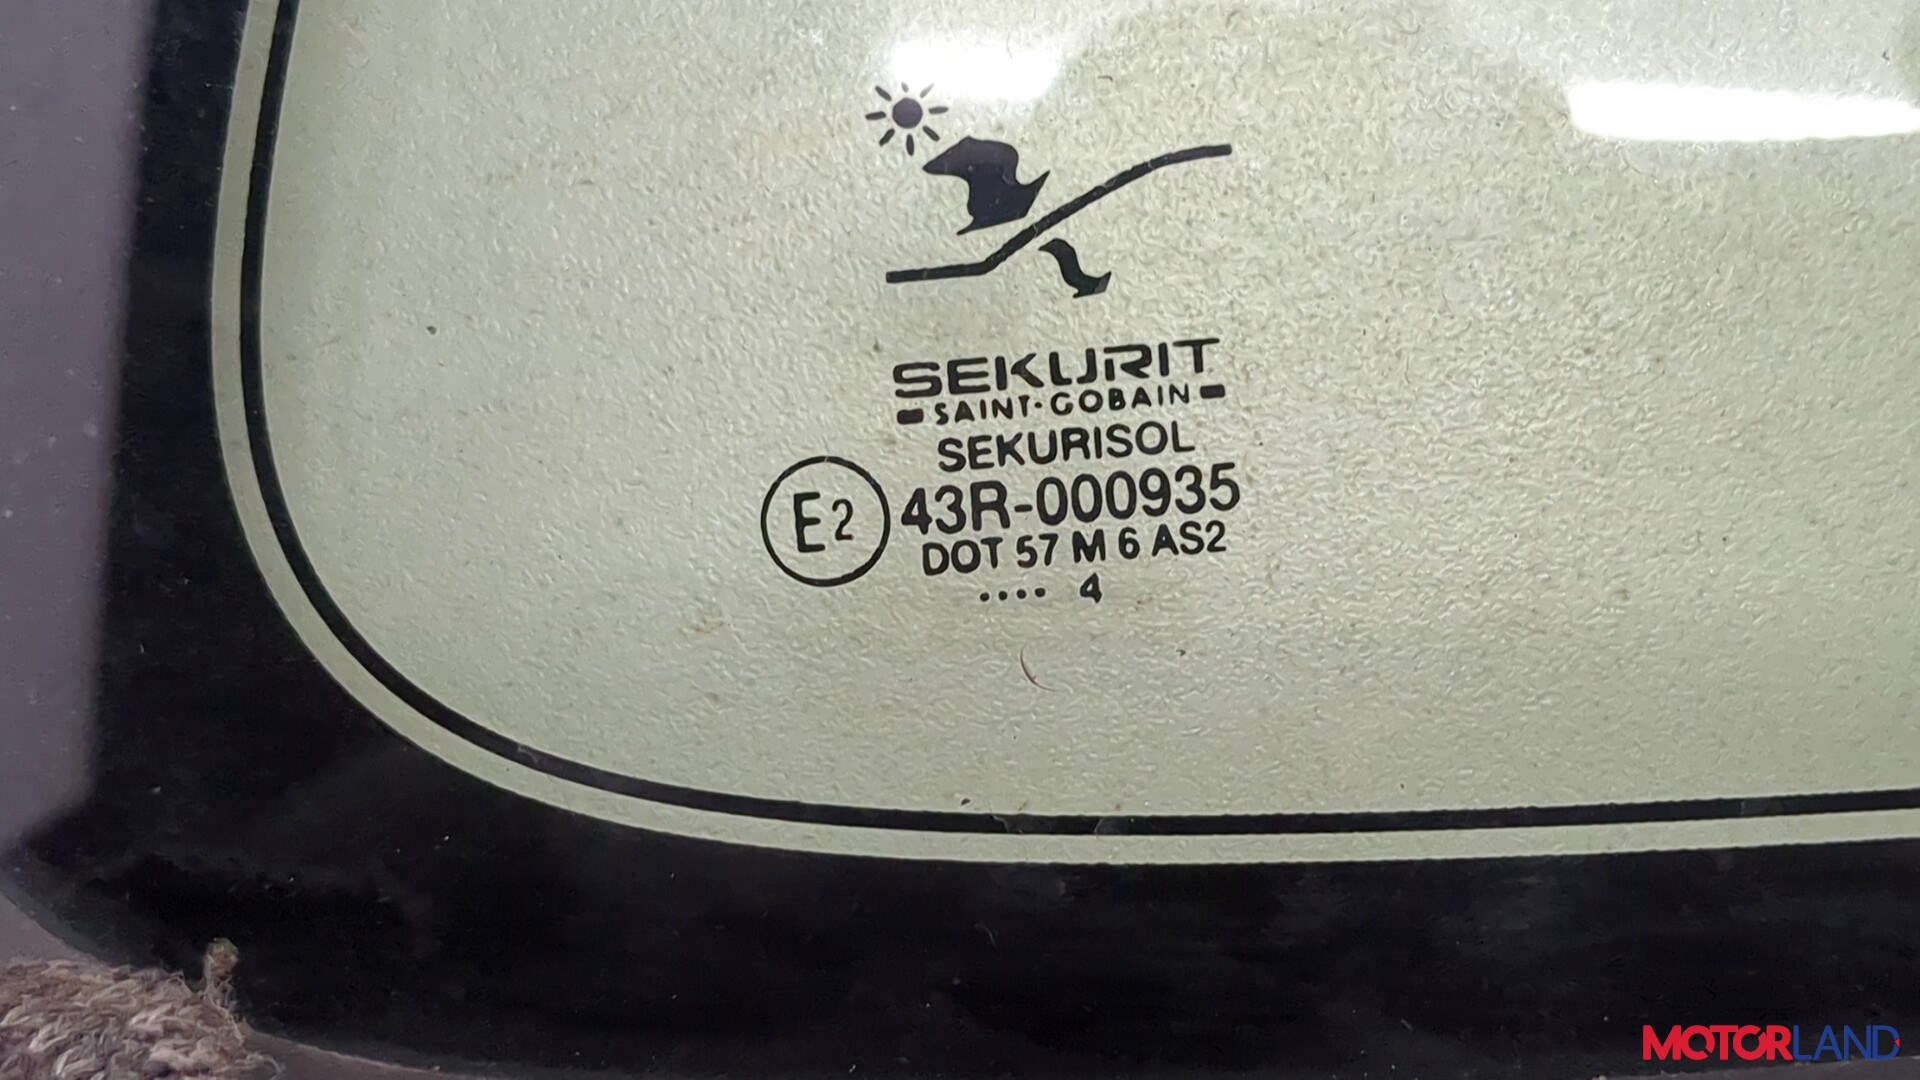 SEKURIT
SAINT-GOBAIN
SEKURISOL
E2 43R-000935
DOT 57 M 6 AS2
.... 4
MOTORLAND